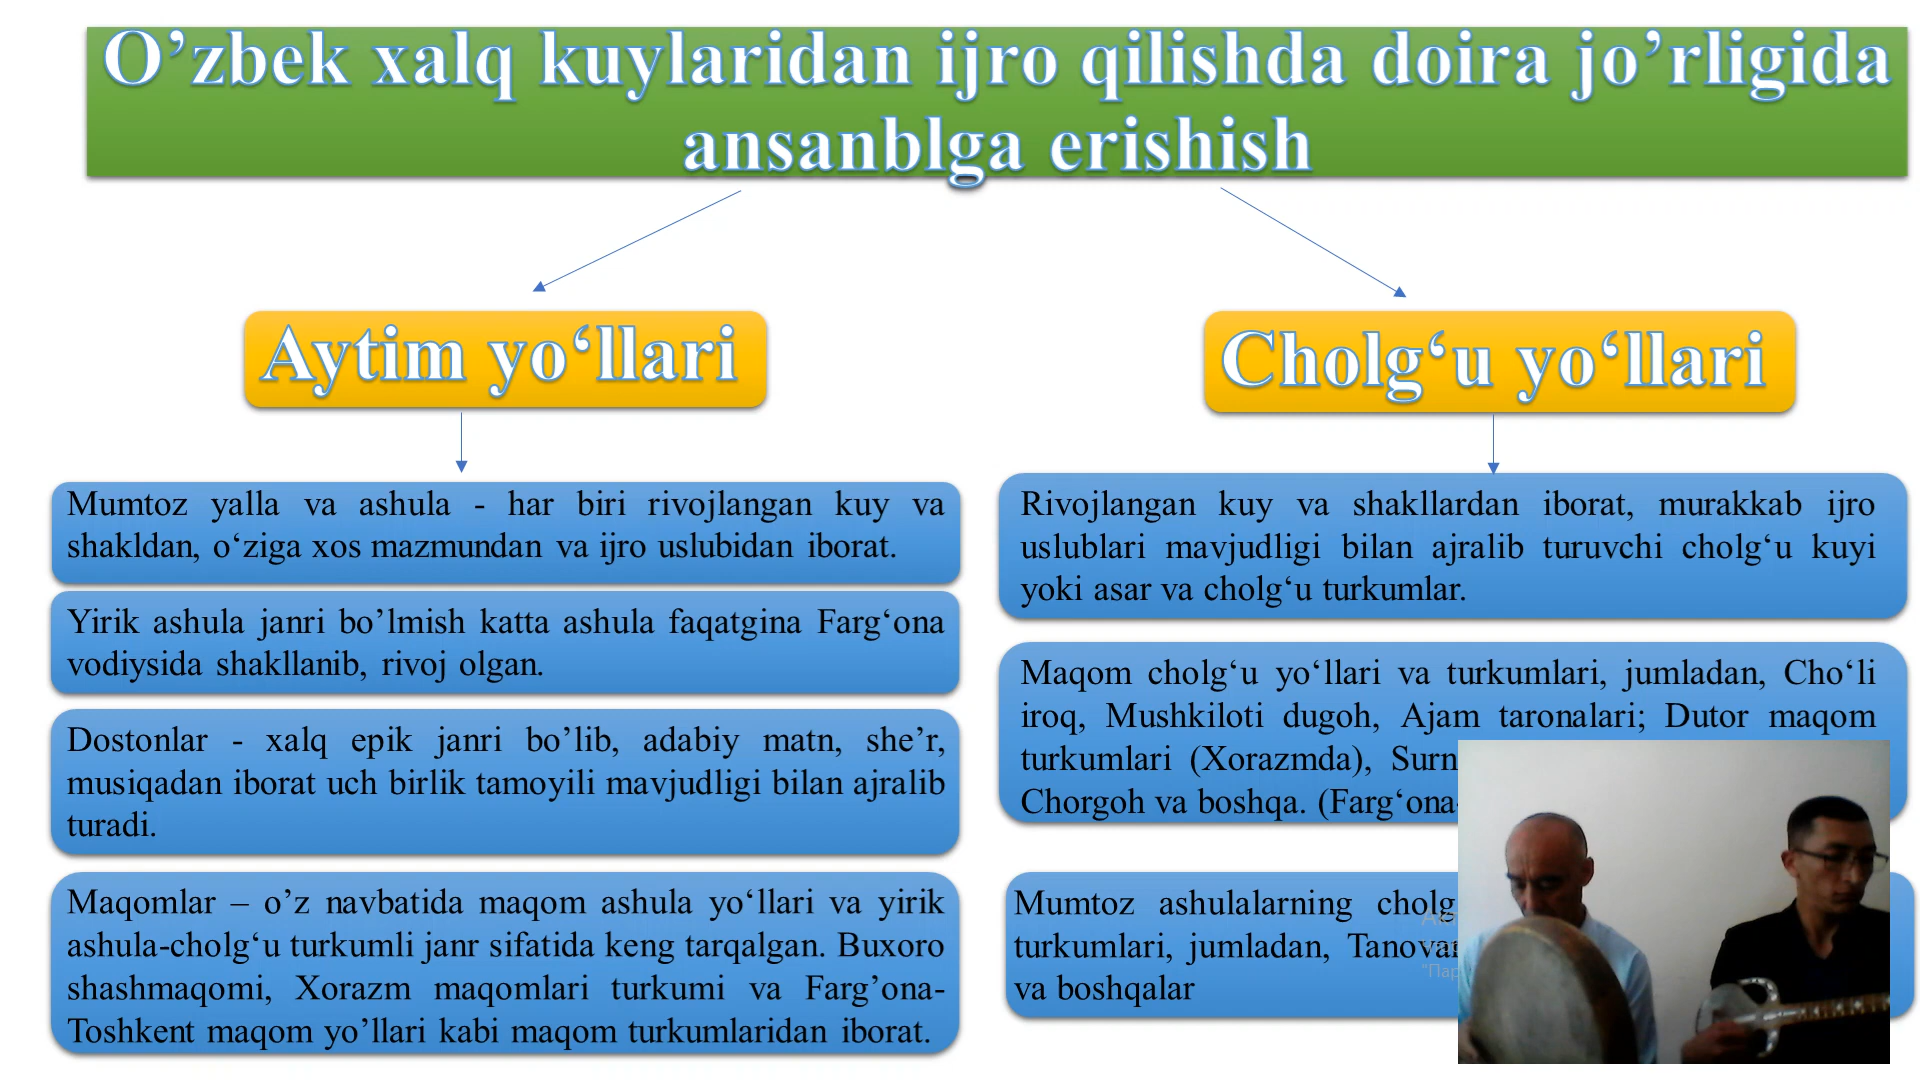 O’zbek xalq kuylaridan ijro qilishda doira jo’rligida
ansanblga erishish
Aytim yo‘llari
Mumtoz yalla va ashula - har biri rivojlangan kuy va
shakldan, o‘ziga xos mazmundan va ijro uslubidan iborat.
Yirik ashula janri bo’lmish katta ashula faqatgina Farg‘ona
vodiysida shakllanib, rivoj olgan.
Dostonlar - xalq epik janri bo’lib, adabiy matn, she’r,
musiqadan iborat uch birlik tamoyili mavjudligi bilan ajralib
turadi.
Maqomlar – o’z navbatida maqom ashula yo‘llari va yirik
ashula-cholg‘u turkumli janr sifatida keng tarqalgan. Buxoro
shashmaqomi, Xorazm maqomlari turkumi va Farg’ona-
Toshkent maqom yo’llari kabi maqom turkumlaridan iborat.
Cholg‘u yo‘llari
Rivojlangan kuy va shakllardan iborat, murakkab ijro
uslublari mavjudligi bilan ajralib turuvchi cholg‘u kuyi
yoki asar va cholg‘u turkumlar.
Maqom cholg‘u yo‘llari va turkumlari, jumladan, Cho‘li
iroq, Mushkiloti dugoh, Ajam taronalari; Dutor maqom
turkumlari (Xorazmda),
Chorgoh va boshqa. (Farg‘ona-
Mumtoz ashulalarning
turkumlari, jumladan,
va boshqalar